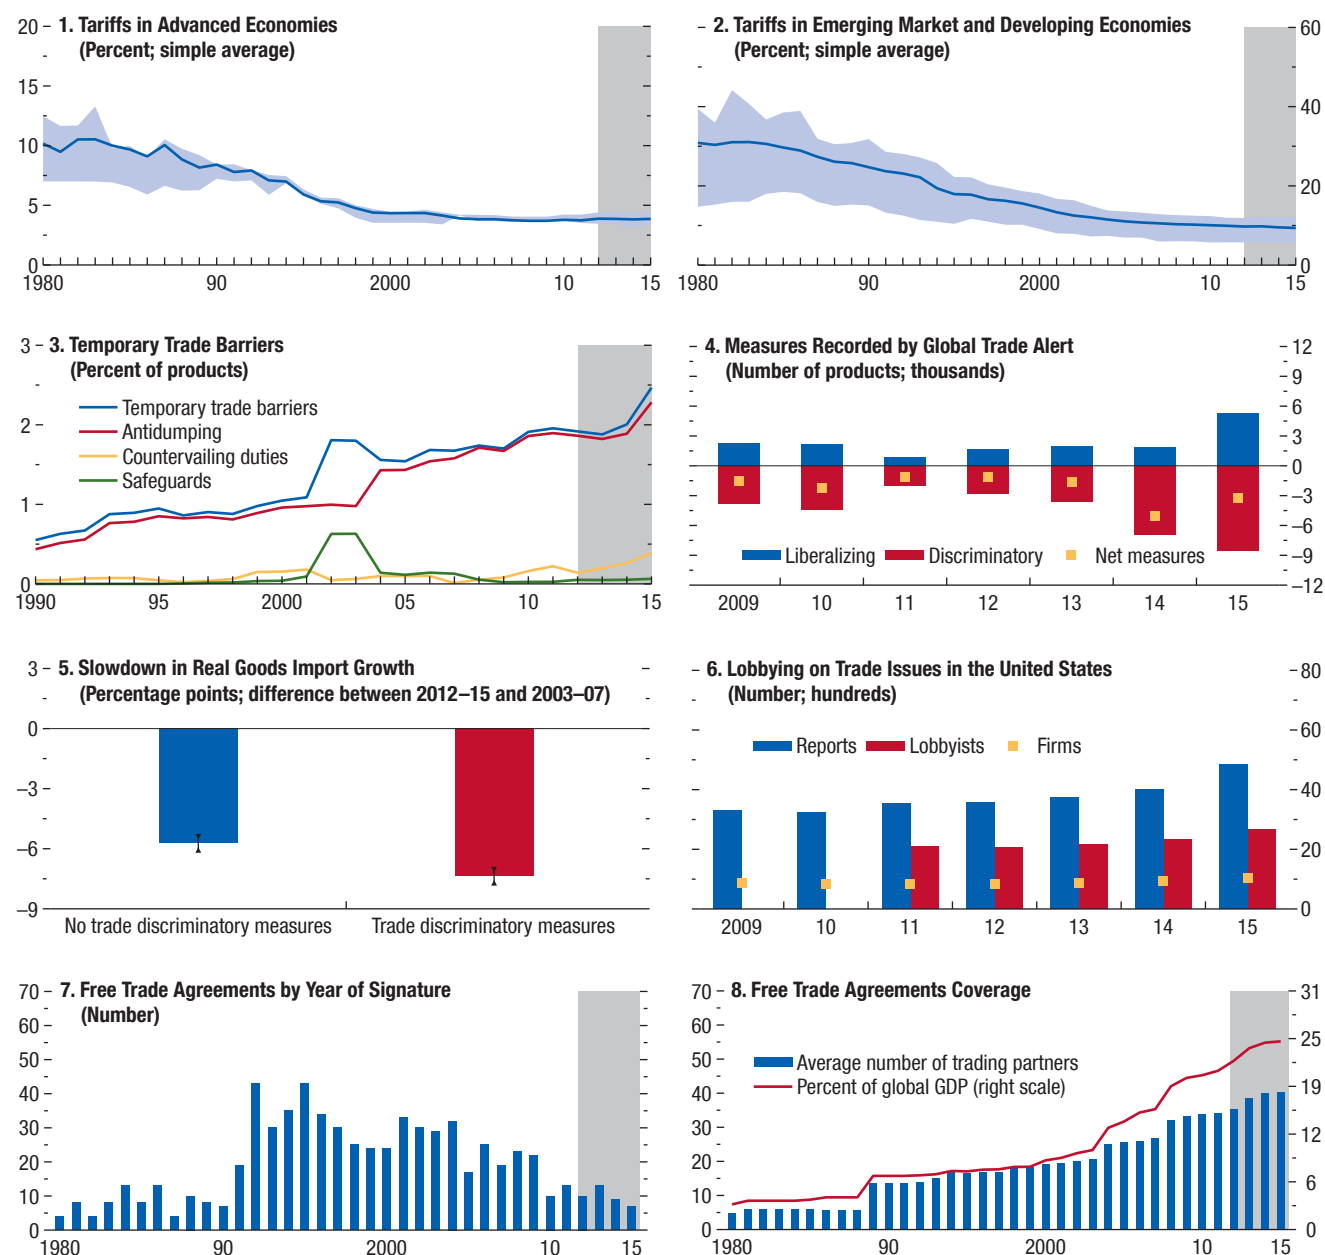 1. Tariffs in Advanced Economies
(Percent; simple average)
20
15
10
5
0
1980 90 2000 10 15
2. Tariffs in Emerging Market and Developing Economies
(Percent; simple average)
60
40
20
0
1980 90 2000 10 15
3. Temporary Trade Barriers
(Percent of products)
Temporary trade barriers
Antidumping
Countervailing duties
Safeguards
3
2
1
0
1990 95 2000 05 10 15
4. Measures Recorded by Global Trade Alert
(Number of products; thousands)
12
9
6
3
0
–3
–6
–9
–12
Liberalizing Discriminatory Net measures
2009 10 11 12 13 14 15
5. Slowdown in Real Goods Import Growth
(Percentage points; difference between 2012–15 and 2003–07)
3
0
–3
–6
–9
No trade discriminatory measures Trade discriminatory measures
6. Lobbying on Trade Issues in the United States
(Number; hundreds)
Reports Lobbyists Firms
80
60
40
20
0
2009 10 11 12 13 14 15
7. Free Trade Agreements by Year of Signature
(Number)
70
60
50
40
30
20
10
0
1980 90 2000 10 15
8. Free Trade Agreements Coverage
Average number of trading partners
Percent of global GDP (right scale)
70
60
50
40
30
20
10
0
31
25
19
12
6
0
1980 90 2000 10 15